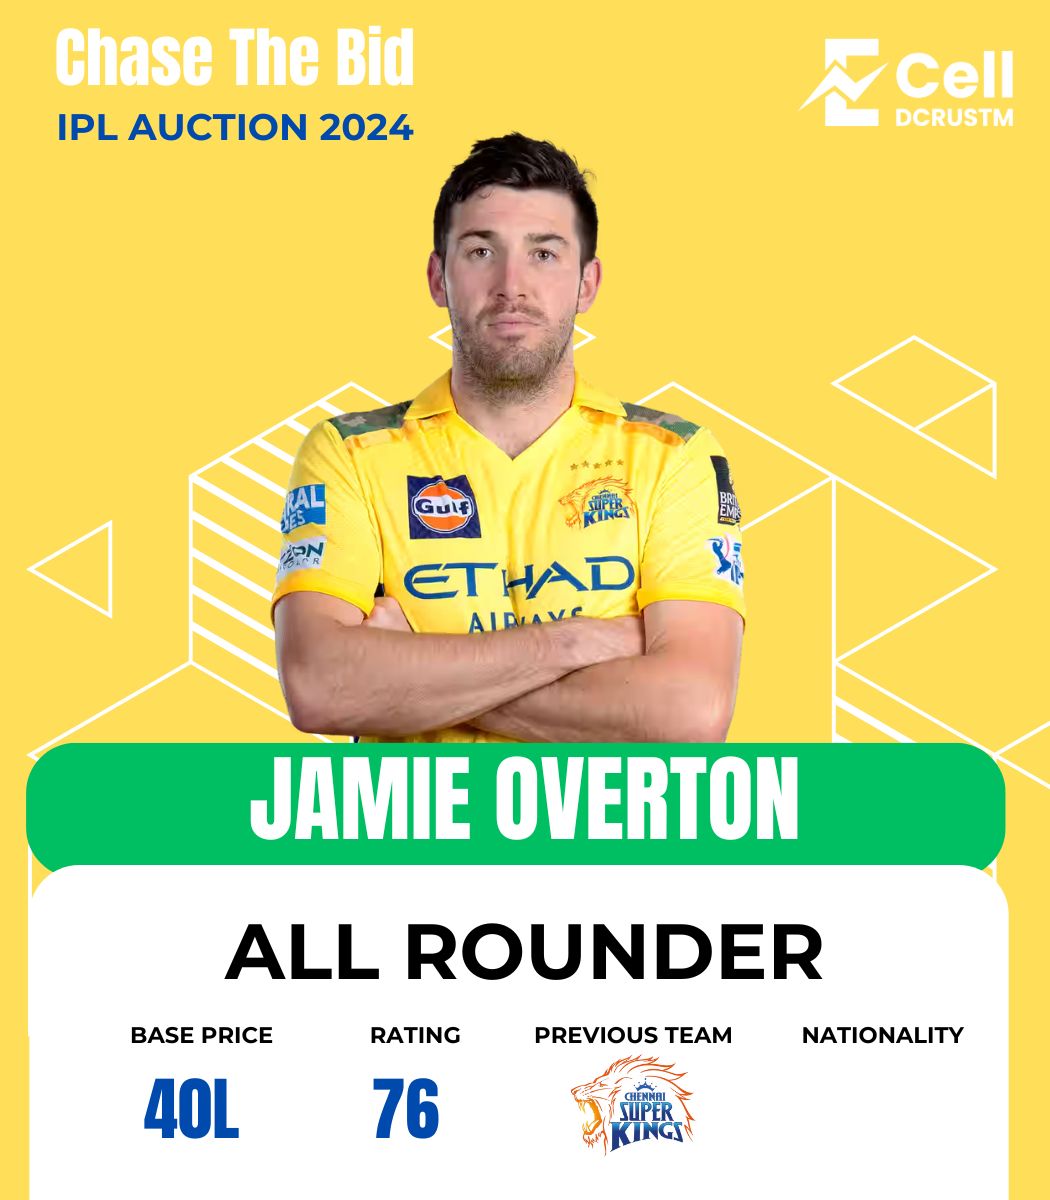 Chase The Bid
IPL AUCTION 2024
Cell
DCRUSTM
Gulf
CHENNAI
SUPER
KINGS
ETIHAD
AIRWAYS
JAMIE OVERTON
ALL ROUNDER
BASE PRICE RATING PREVIOUS TEAM NATIONALITY
40L 76
CHENNAI
SUPER
KINGS